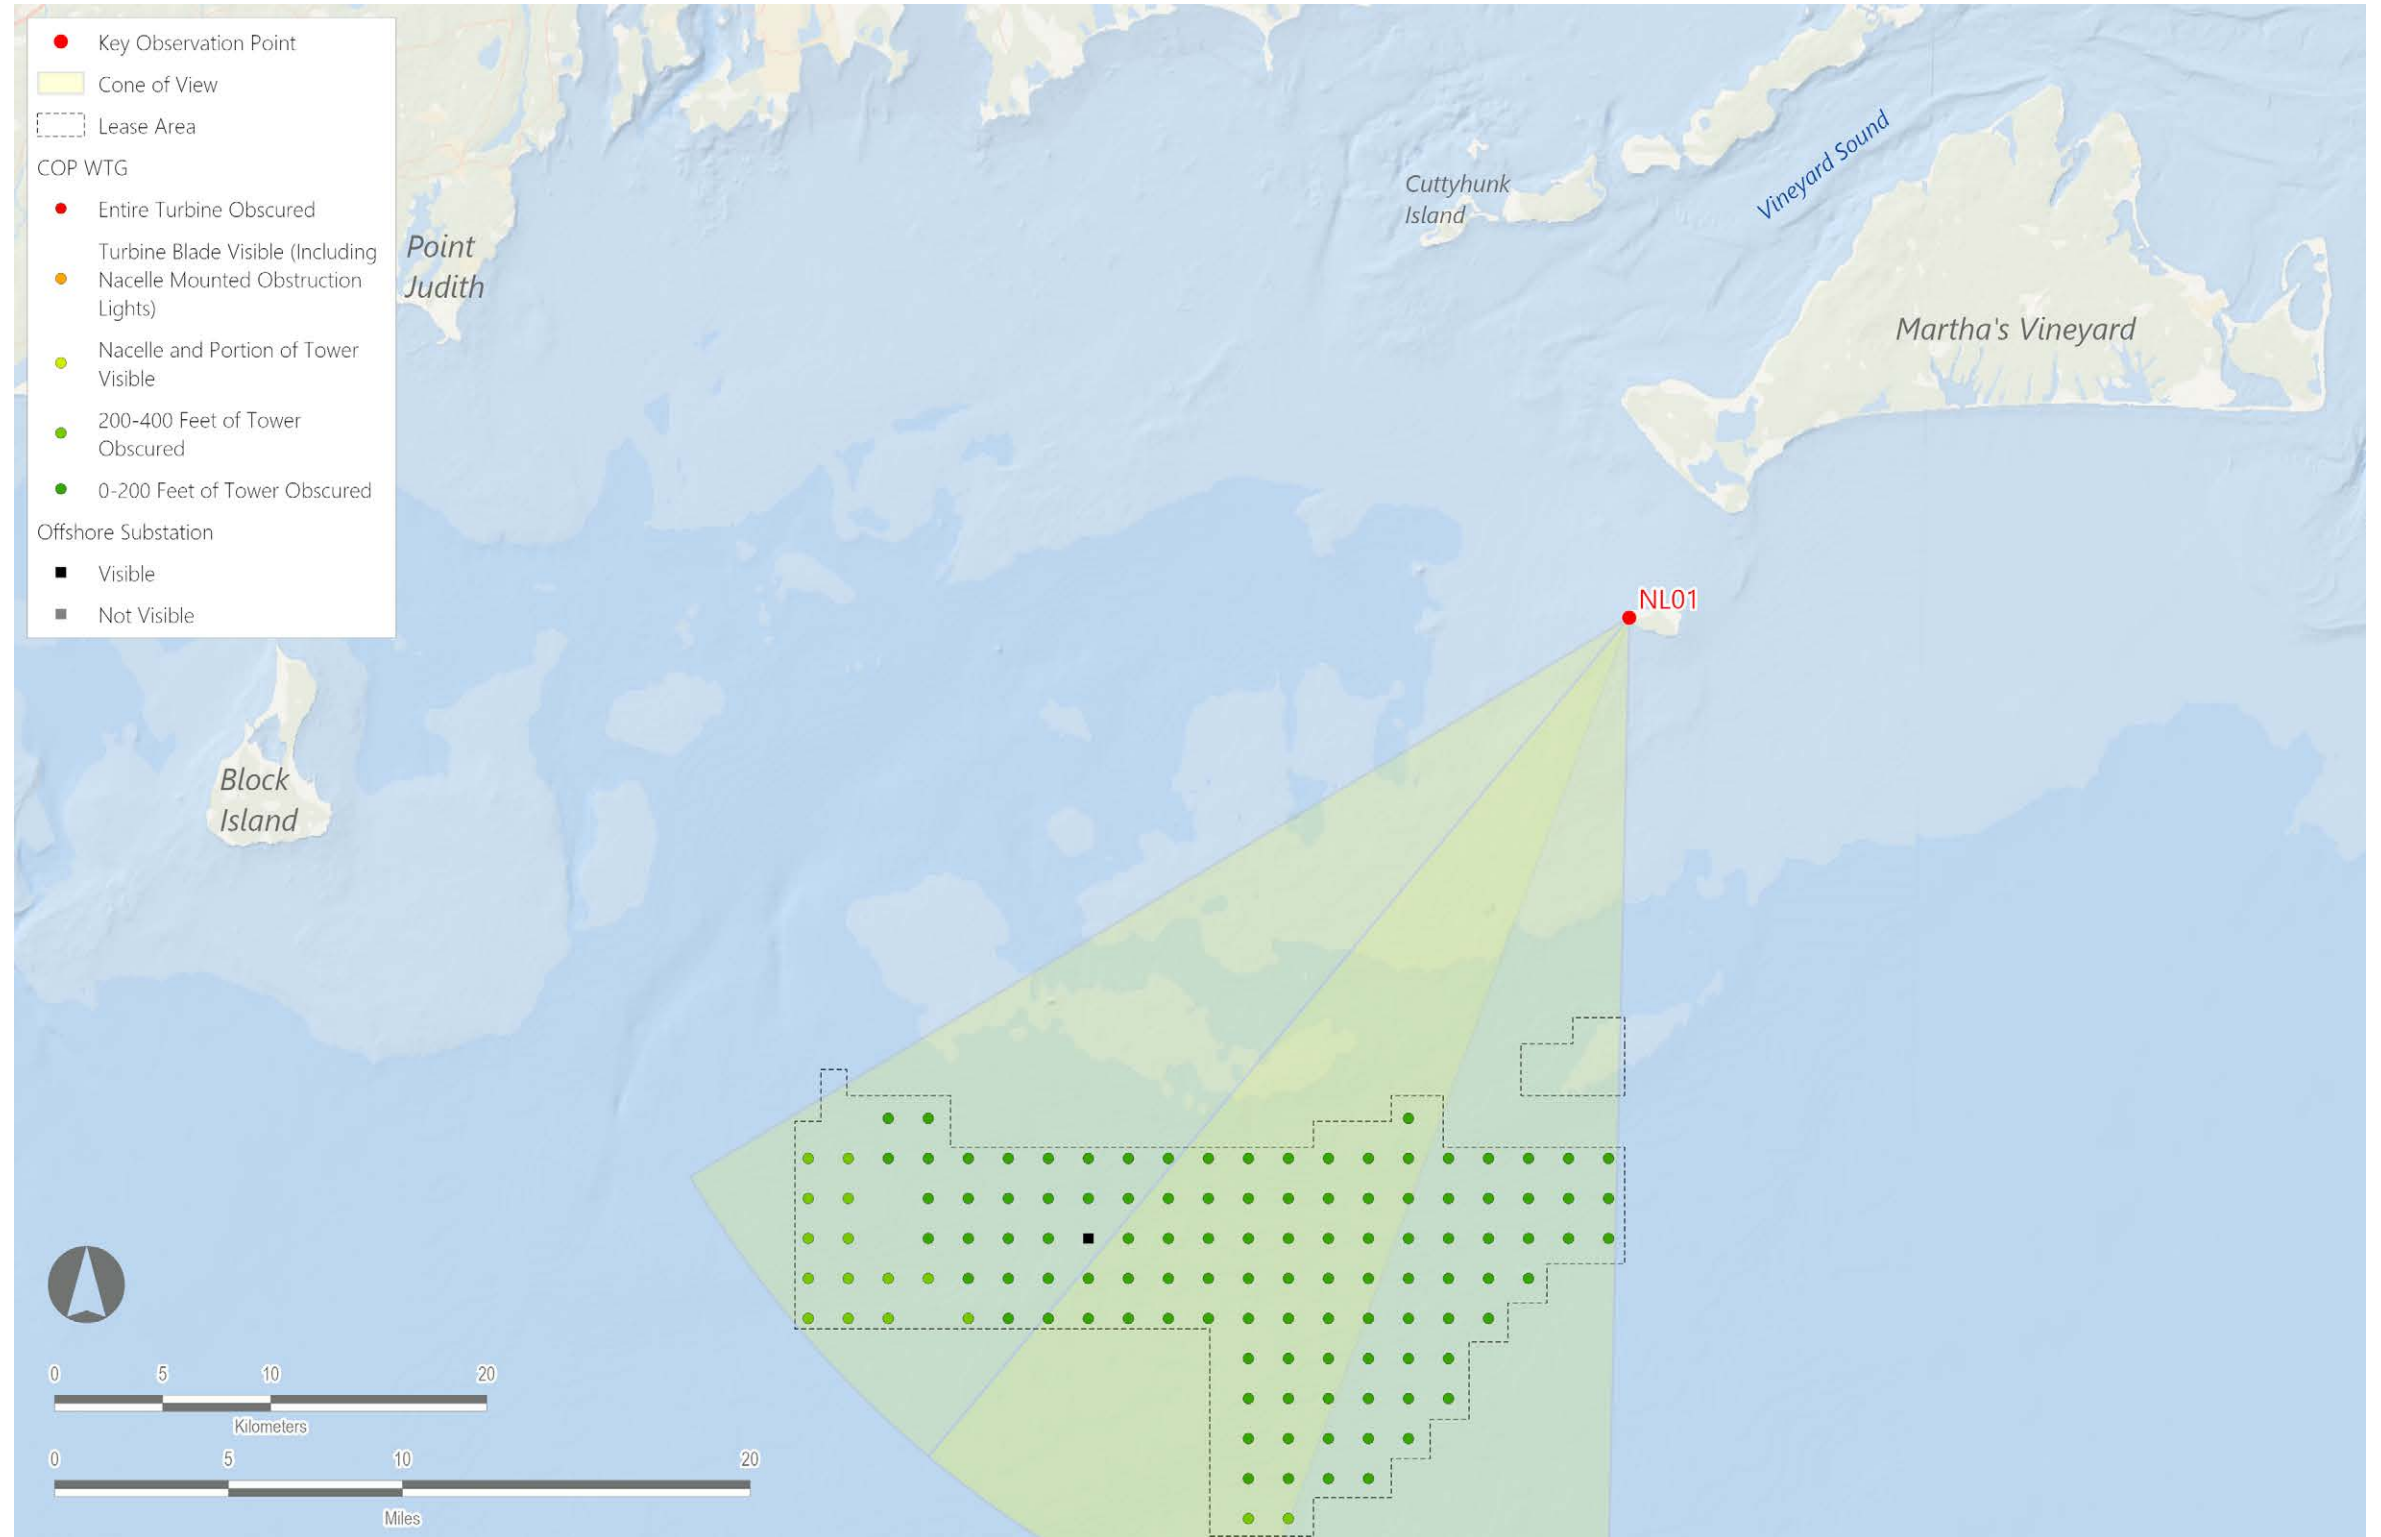 Key Observation Point
Cone of View
Lease Area
COP WTG
Entire Turbine Obscured
Turbine Blade Visible (Including
Nacelle Mounted Obstruction
Lights)
Nacelle and Portion of Tower
Visible
200-400 Feet of Tower
Obscured
0-200 Feet of Tower Obscured
Offshore Substation
Visible
Not Visible
Point
Judith
Cuttyhunk
Island
Vineyard Sound
Martha's Vineyard
NL01
Block
Island
0 5 10 20
Kilometers
0 5 10 20
Miles